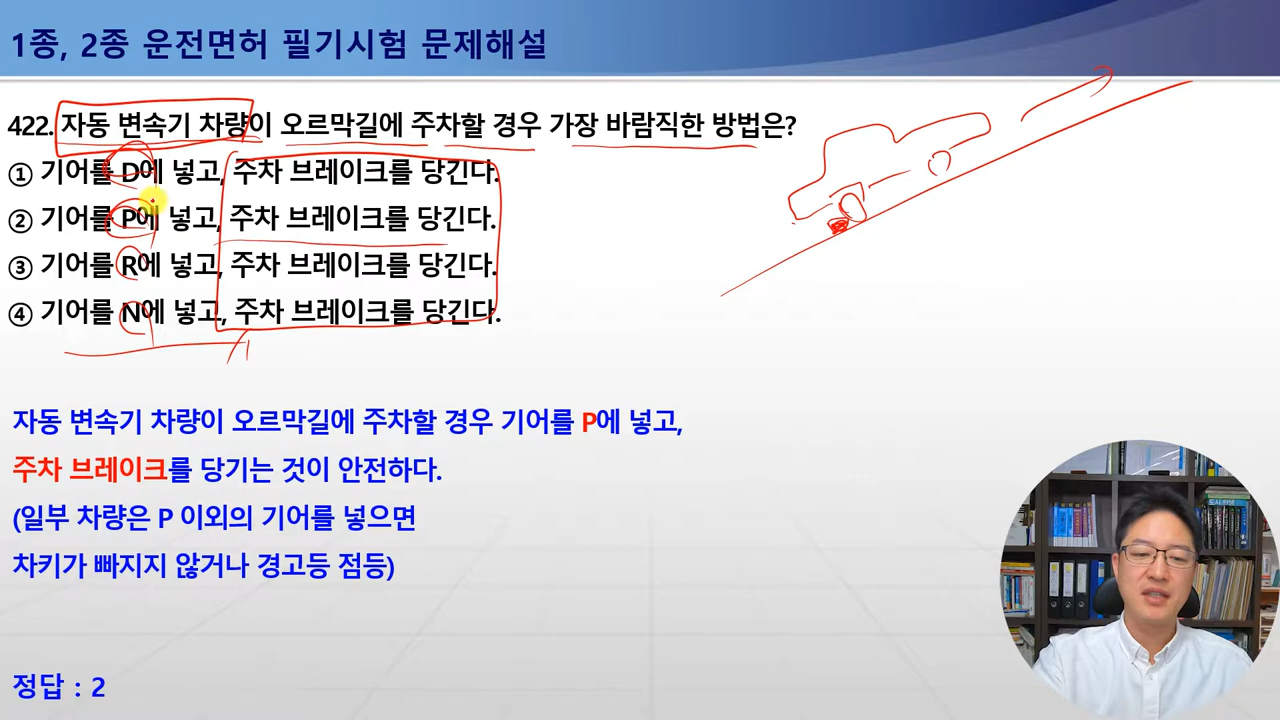 1종, 2종 운전면허 필기시험 문제해설
422. 자동 변속기 차량이 오르막길에 주차할 경우 가장 바람직한 방법은?
① 기어를 D에 넣고, 주차 브레이크를 당긴다.
② 기어를 P에 넣고, 주차 브레이크를 당긴다.
③ 기어를 R에 넣고, 주차 브레이크를 당긴다.
④ 기어를 N에 넣고, 주차 브레이크를 당긴다.
자동 변속기 차량이 오르막길에 주차할 경우 기어를 P에 넣고,
주차 브레이크를 당기는 것이 안전하다.
(일부 차량은 P 이외의 기어를 넣으면
차키가 빠지지 않거나 경고등 점등)
정답 : 2